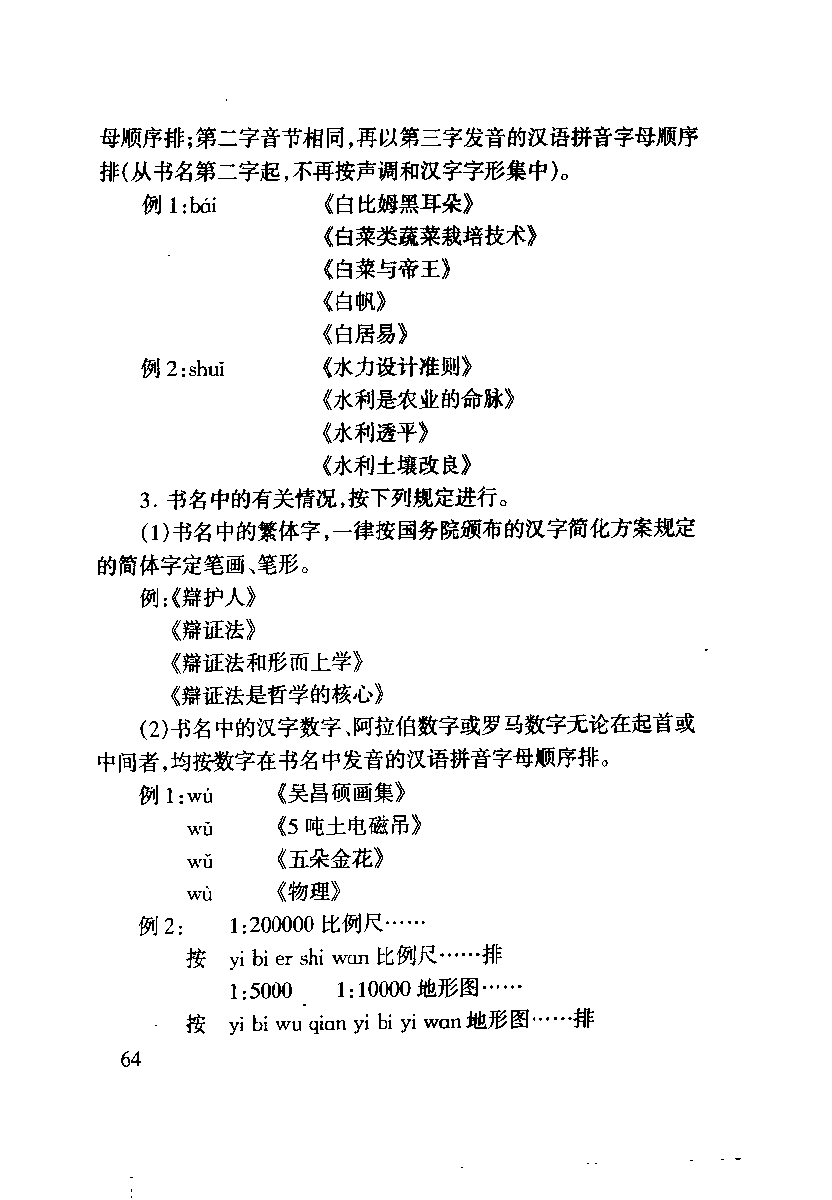 母顺序排;第二字音节相同,再以第三字发音的汉语拼音字母顺序
排(从书名第二字起,不再按声调和汉字字形集中)。
例1:bái 《白比姆黑耳朵》
《白菜类蔬菜栽培技术》
《白菜与帝王》
《白帆》
《白居易》
例2:shuǐ 《水力设计准则》
《水利是农业的命脉》
《水利透平》
《水利土壤改良》
3. 书名中的有关情况,按下列规定进行。
(1)书名中的繁体字,一律按国务院颁布的汉字简化方案规定
的简体字定笔画、笔形。
例:《辩护人》
《辩证法》
《辩证法和形而上学》
《辩证法是哲学的核心》
(2)书名中的汉字数字、阿拉伯数字或罗马数字无论在起首或
中间者,均按数字在书名中发音的汉语拼音字母顺序排。
例1:wú 《吴昌硕画集》
wǔ 《5吨土电磁吊》
wǔ 《五朵金花》
wù 《物理》
例2: 1:200000比例尺……
按 yi bi er shi wan 比例尺……排
1:5000 1:10000地形图……
按 yi bi wu qian yi bi yi wan地形图……排
64